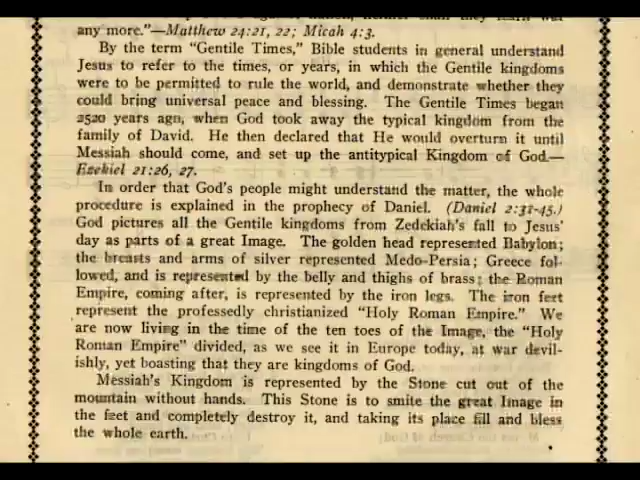 any more."—Matthew 24:21, 22; Micah 4:3.
By the term "Gentile Times," Bible students in general understand
Jesus to refer to the times, or years, in which the Gentile kingdoms
were to be permitted to rule the world, and demonstrate whether they
could bring universal peace and blessing. The Gentile Times began
2520 years ago, when God took away the typical kingdom from the
family of David. He then declared that He would overturn it until
Messiah should come, and set up the antitypical Kingdom of God.—
Ezekiel 21:26, 27.
In order that God's people might understand the matter, the whole
procedure is explained in the prophecy of Daniel. (Daniel 2:31-45.)
God pictures all the Gentile kingdoms from Zedekiah's fall to Jesus'
day as parts of a great Image. The golden head represented Babylon;
the breasts and arms of silver represented Medo-Persia; Greece fol-
lowed, and is represented by the belly and thighs of brass; the Roman
Empire, coming after, is represented by the iron legs. The iron feet
represent the professedly christianized "Holy Roman Empire." We
are now living in the time of the ten toes of the Image, the "Holy
Roman Empire" divided, as we see it in Europe today, at war devil-
ishly, yet boasting that they are kingdoms of God.
Messiah's Kingdom is represented by the Stone cut out of the
mountain without hands. This Stone is to smite the great Image in
the feet and completely destroy it, and taking its place fill and bless
the whole earth.